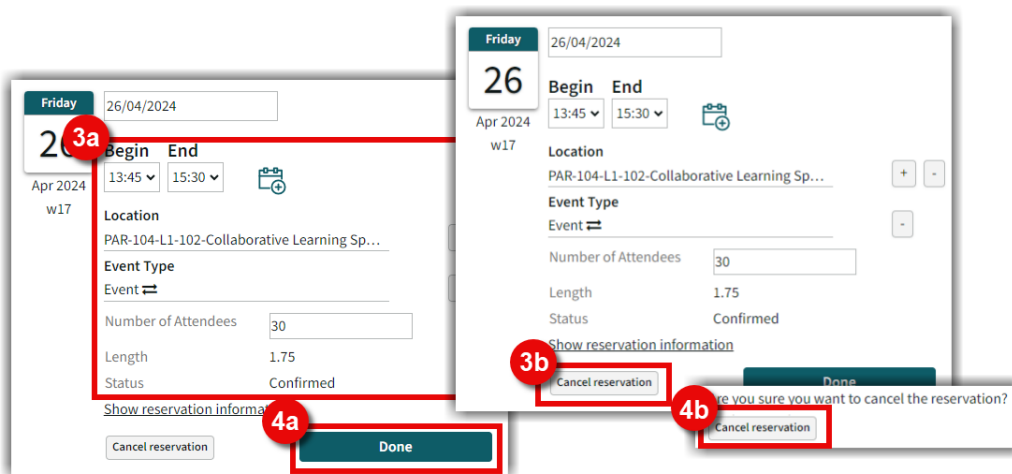 Friday
26/04/2024
3a
Begin End
13:45 15:30
Apr 2024
w17
Location
PAR-104-L1-102-Collaborative Learning Sp...
Event Type
Event
Number of Attendees 30
Length 1.75
Status Confirmed
Show reservation informa
4a
Cancel reservation Done
Friday
26/04/2024
26
Begin End
13:45 15:30
Apr 2024
w17
Location
PAR-104-L1-102-Collaborative Learning Sp... + -
Event Type
Event -
Number of Attendees 30
Length 1.75
Status Confirmed
Show reservation information
3b
Cancel reservation Done
4b
re you sure you want to cancel the reservation?
Cancel reservation